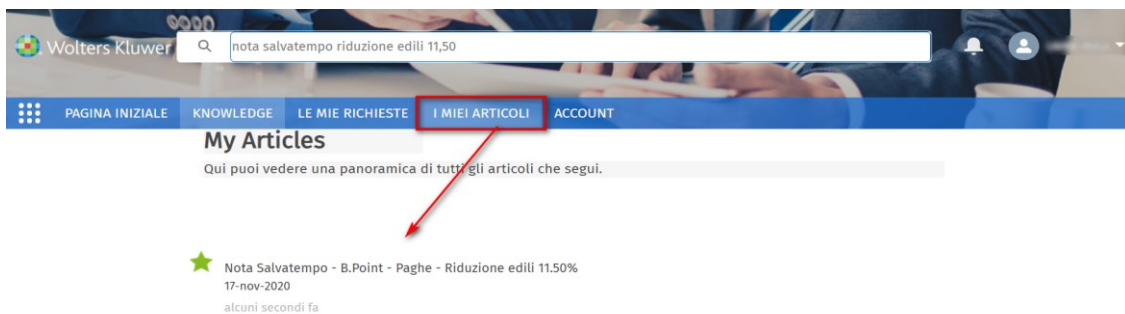 Wolters Kluwer
nota salvatempo riduzione edili 11,50
PAGINA INIZIALE KNOWLEDGE LE MIE RICHIESTE I MIEI ARTICOLI ACCOUNT
My Articles
Qui puoi vedere una panoramica di tutti gli articoli che segui.
Nota Salvatempo - B.Point - Paghe - Riduzione edili 11.50%
17-nov-2020
alcuni secondi fa